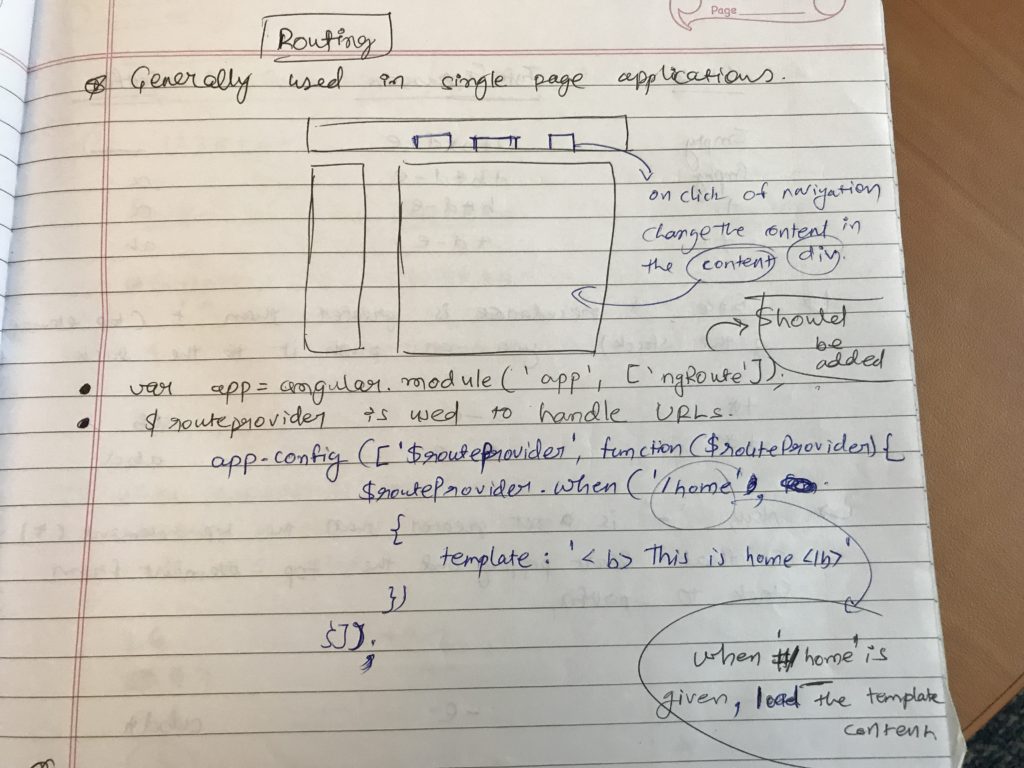 Page
Routing
Generally used in single page applications.
on click of navigation
change the content in
the content div.
Should
be
added
• var app = angular.module('app', ['ngRoute']);
• $routeprovider is used to handle URLs.
app.config(['$routeProvider', function($routeProvider){
$routeProvider.when('/home',
{
template: '<b> This is home </b>'
})
}]);
when '#/home' is
given, load the template
content